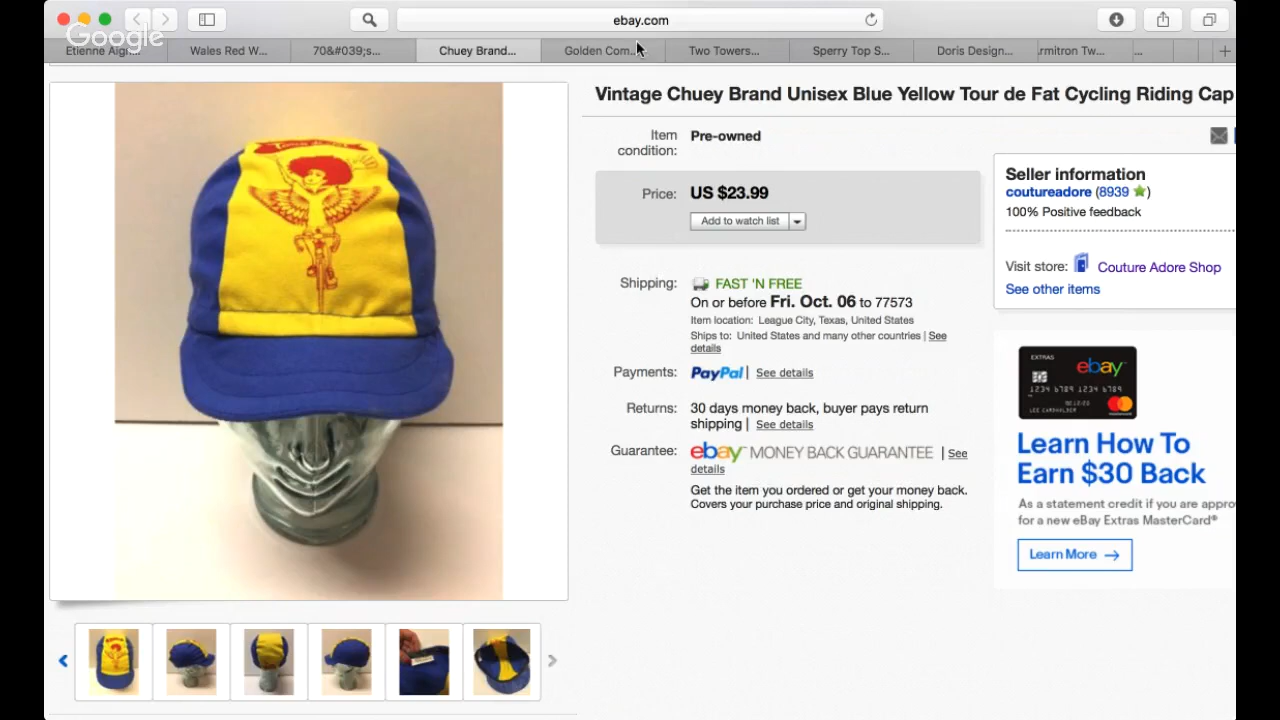 Google
ebay.com
Etienne Aign...
Wales Red W...
70&#039;s...
Chuey Brand...
Golden Com...
Two Towers...
Sperry Top S...
Doris Design...
rmitron Tw...
...
Vintage Chuey Brand Unisex Blue Yellow Tour de Fat Cycling Riding Cap
Item condition:
Pre-owned
Price:
US $23.99
Add to watch list
Shipping:
FAST 'N FREE
On or before Fri. Oct. 06 to 77573
Item location: League City, Texas, United States
Ships to: United States and many other countries | See
details
Payments:
PayPal | See details
Returns:
30 days money back, buyer pays return
shipping | See details
Guarantee:
ebay MONEY BACK GUARANTEE | See
details
Get the item you ordered or get your money back.
Covers your purchase price and original shipping.
Seller information
coutureadore (8939)
100% Positive feedback
Visit store: Couture Adore Shop
See other items
EXTRAS
ebay
1234 6789 1234 6789
LEE CARDHOLDER
Learn How To
Earn $30 Back
As a statement credit if you are appro
for a new eBay Extras MasterCard®
Learn More